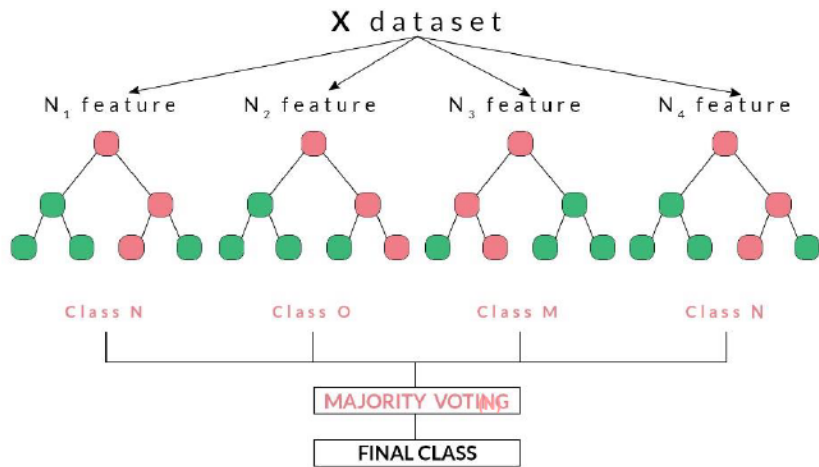 X dataset
N₁ feature
N₂ feature
N₃ feature
N₄ feature
Class N
Class O
Class M
Class N
MAJORITY VOTING
FINAL CLASS